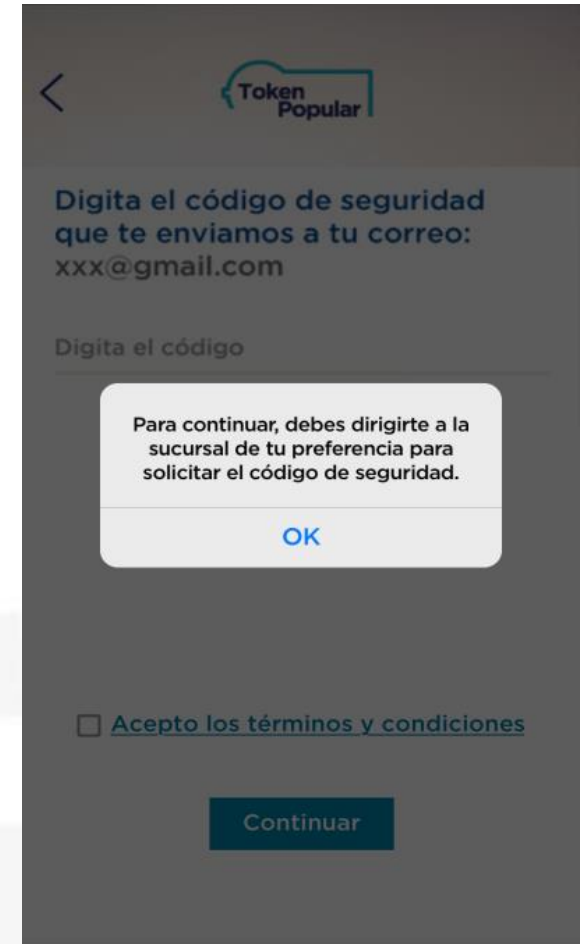 Token
Popular
Digita el código de seguridad
que te enviamos a tu correo:
xxx@gmail.com
Digita el código
Para continuar, debes dirigirte a la
sucursal de tu preferencia para
solicitar el código de seguridad.
OK
Acepto los términos y condiciones
Continuar